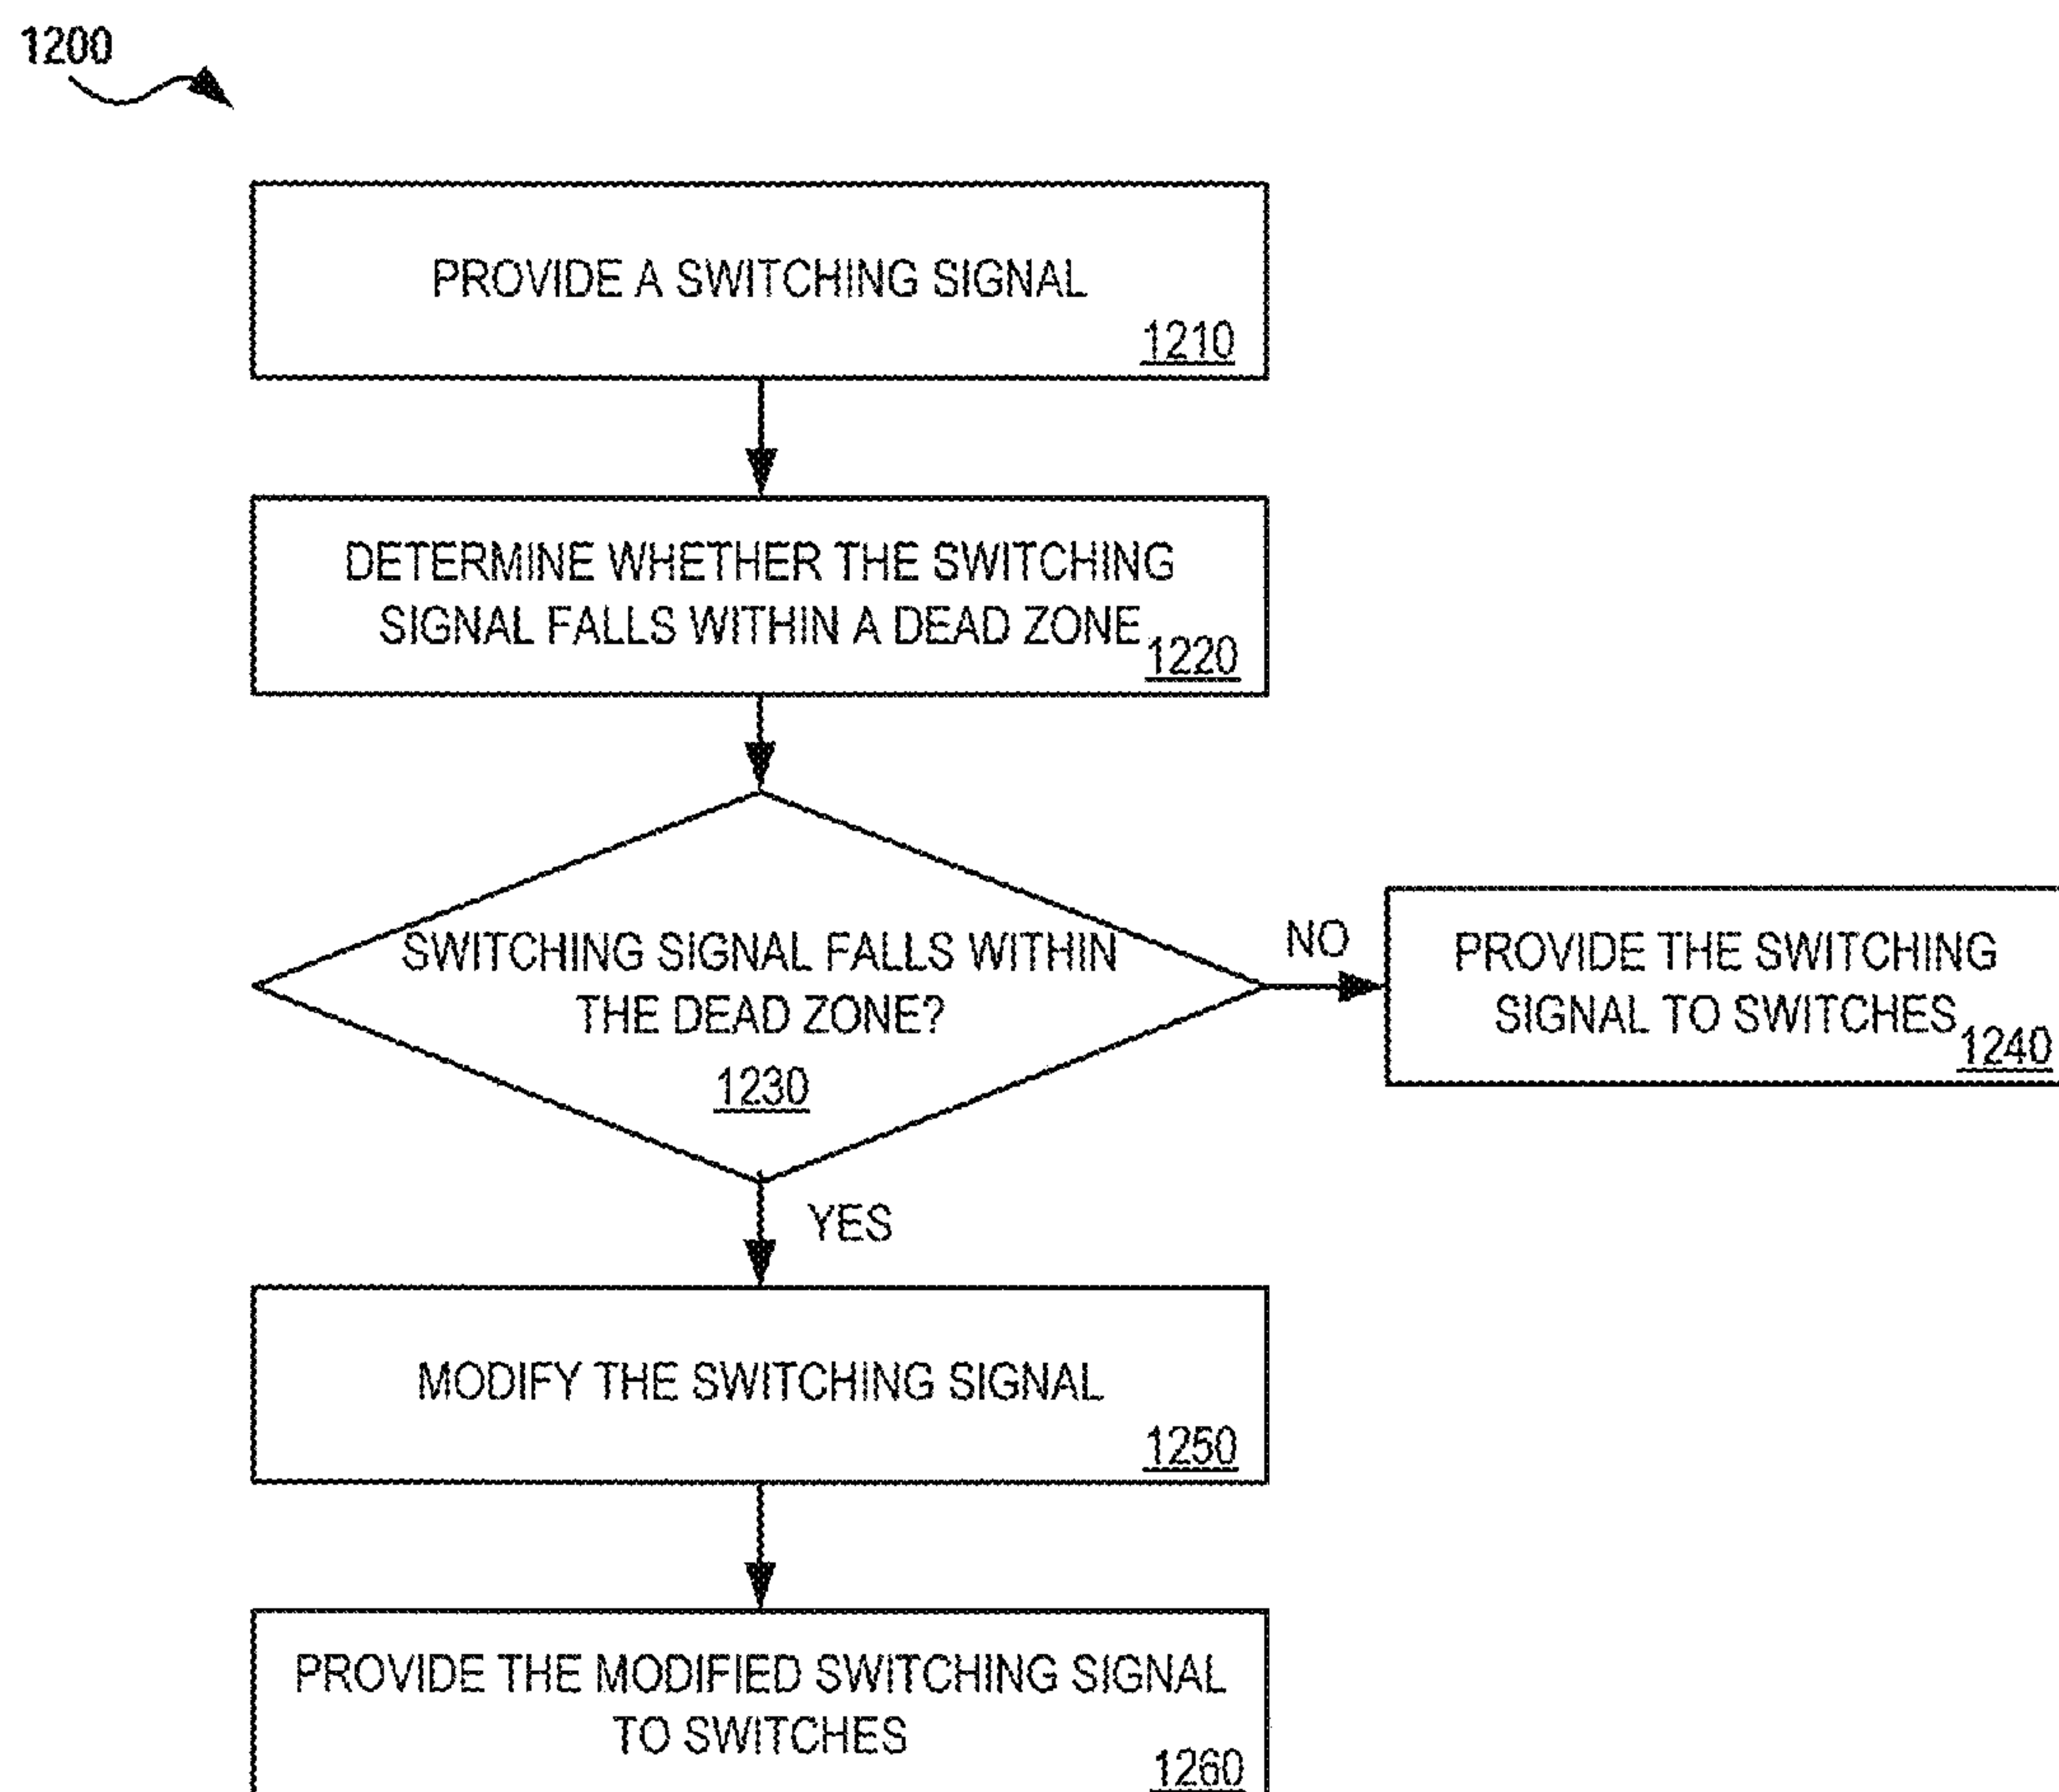 1200
PROVIDE A SWITCHING SIGNAL
1210
DETERMINE WHETHER THE SWITCHING
SIGNAL FALLS WITHIN A DEAD ZONE
1220
SWITCHING SIGNAL FALLS WITHIN
THE DEAD ZONE?
1230
NO
PROVIDE THE SWITCHING
SIGNAL TO SWITCHES
1240
YES
MODIFY THE SWITCHING SIGNAL
1250
PROVIDE THE MODIFIED SWITCHING SIGNAL
TO SWITCHES
1260